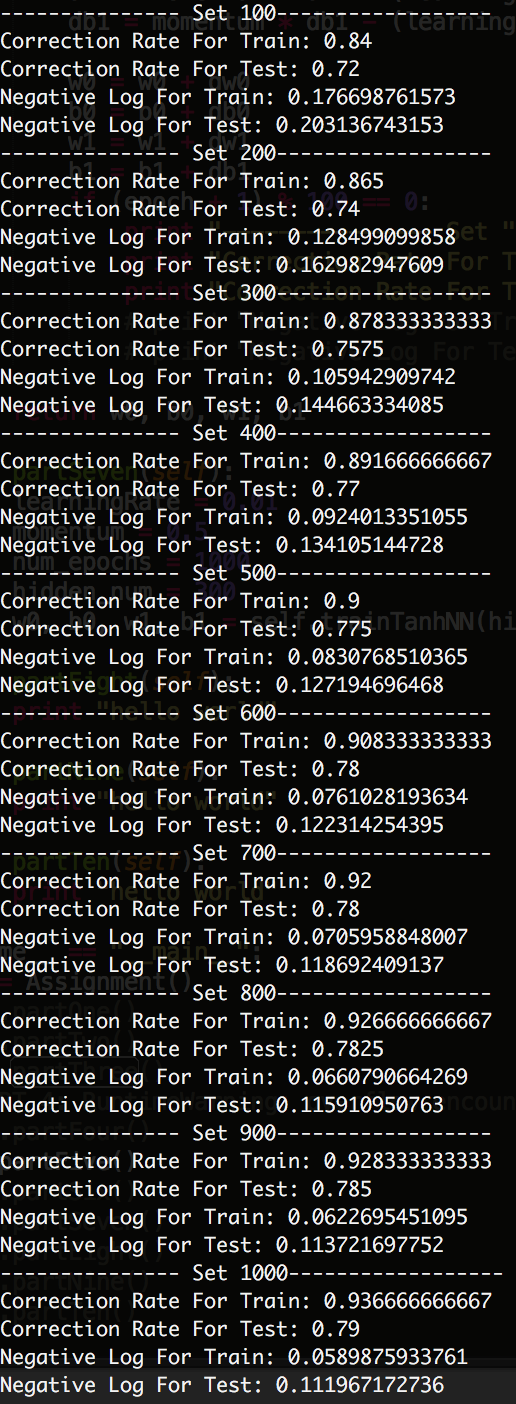 --------------- Set 100------------------
Correction Rate For Train: 0.84
Correction Rate For Test: 0.72
Negative Log For Train: 0.176698761573
Negative Log For Test: 0.203136743153
--------------- Set 200------------------
Correction Rate For Train: 0.865
Correction Rate For Test: 0.74
Negative Log For Train: 0.128499099858
Negative Log For Test: 0.162982947609
--------------- Set 300------------------
Correction Rate For Train: 0.878333333333
Correction Rate For Test: 0.7575
Negative Log For Train: 0.105942909742
Negative Log For Test: 0.144663334085
--------------- Set 400------------------
Correction Rate For Train: 0.891666666667
Correction Rate For Test: 0.77
Negative Log For Train: 0.0924013351055
Negative Log For Test: 0.134105144728
--------------- Set 500------------------
Correction Rate For Train: 0.9
Correction Rate For Test: 0.775
Negative Log For Train: 0.0830768510365
Negative Log For Test: 0.127194696468
--------------- Set 600------------------
Correction Rate For Train: 0.908333333333
Correction Rate For Test: 0.78
Negative Log For Train: 0.0761028193634
Negative Log For Test: 0.122314254395
--------------- Set 700------------------
Correction Rate For Train: 0.92
Correction Rate For Test: 0.78
Negative Log For Train: 0.0705958848007
Negative Log For Test: 0.118692409137
--------------- Set 800------------------
Correction Rate For Train: 0.926666666667
Correction Rate For Test: 0.7825
Negative Log For Train: 0.0660790664269
Negative Log For Test: 0.115910950763
--------------- Set 900------------------
Correction Rate For Train: 0.928333333333
Correction Rate For Test: 0.785
Negative Log For Train: 0.0622695451095
Negative Log For Test: 0.113721697752
--------------- Set 1000------------------
Correction Rate For Train: 0.936666666667
Correction Rate For Test: 0.79
Negative Log For Train: 0.0589875933761
Negative Log For Test: 0.111967172736